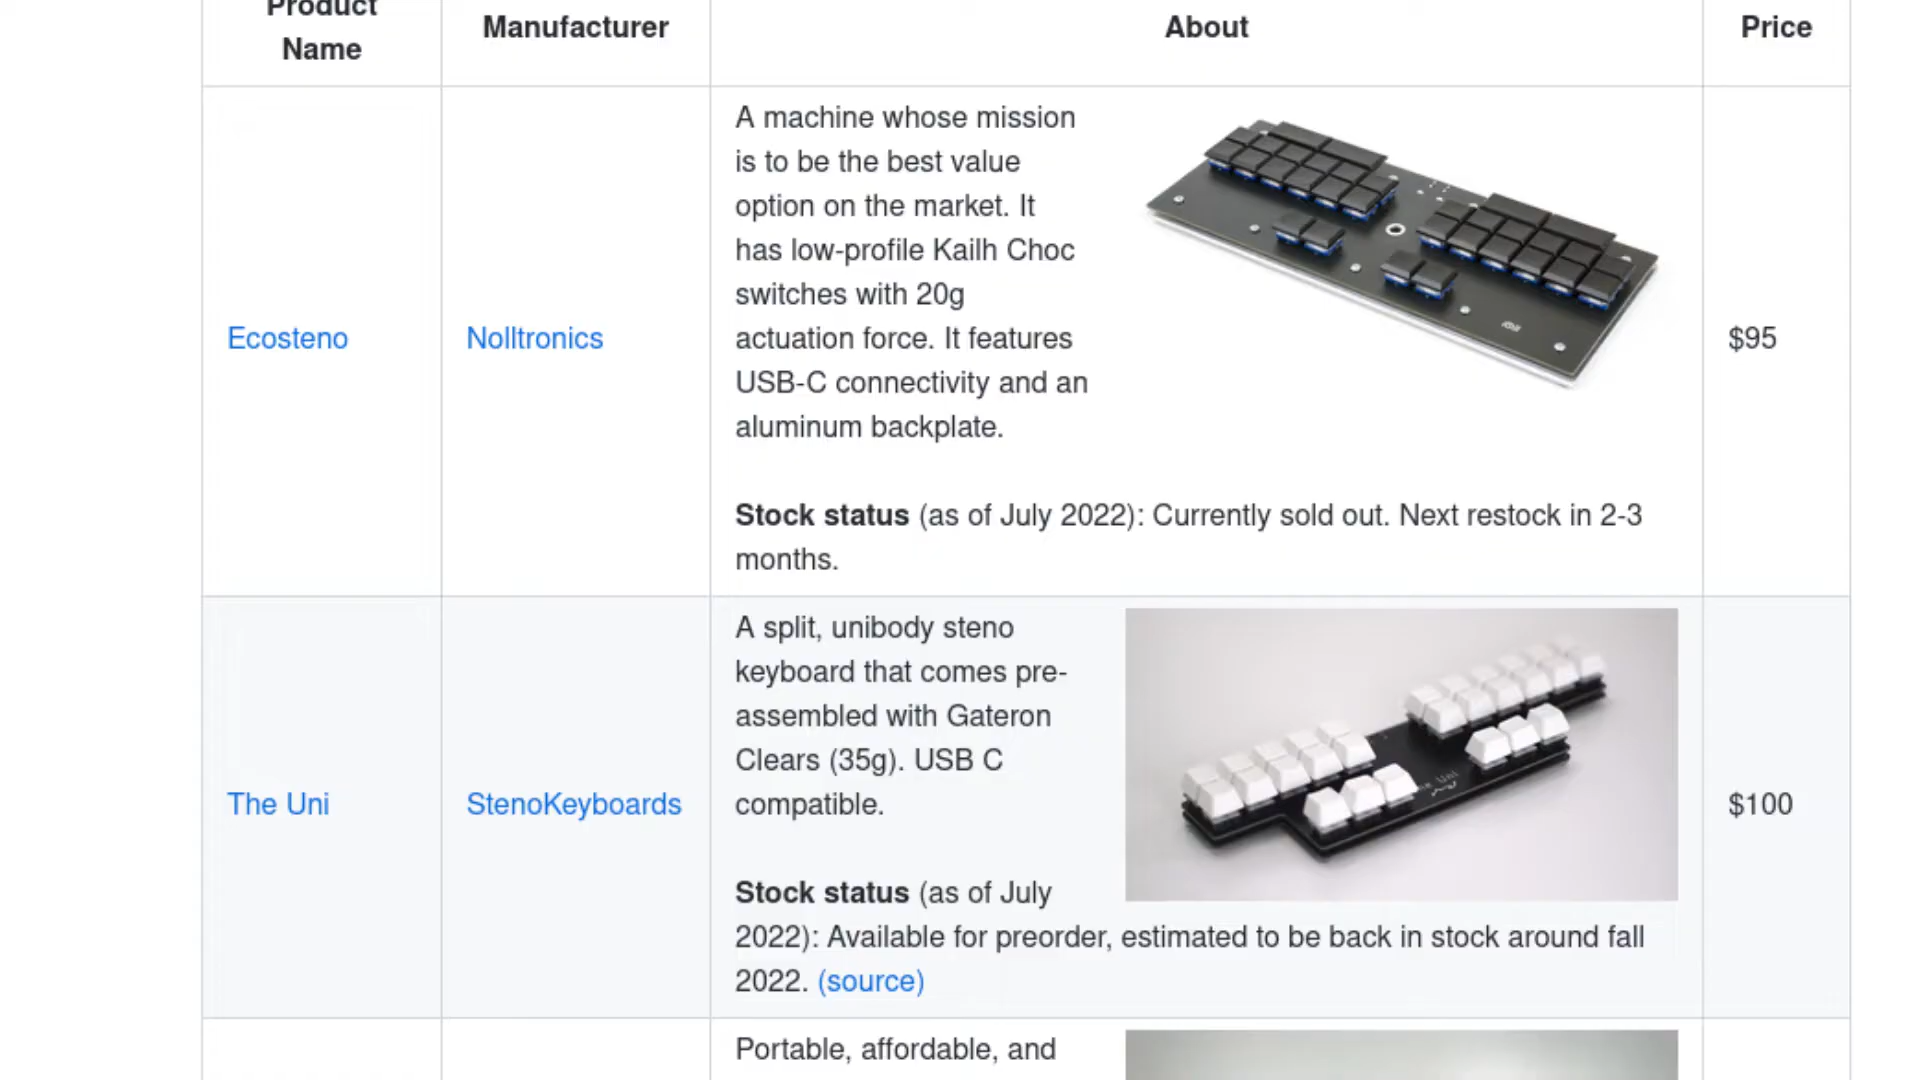 Product
Name
Manufacturer
About
Price
Ecosteno
Nolltronics
A machine whose mission
is to be the best value
option on the market. It
has low-profile Kailh Choc
switches with 20g
actuation force. It features
USB-C connectivity and an
aluminum backplate.
Stock status (as of July 2022): Currently sold out. Next restock in 2-3
months.
$95
The Uni
StenoKeyboards
A split, unibody steno
keyboard that comes pre-
assembled with Gateron
Clears (35g). USB C
compatible.
Stock status (as of July
2022): Available for preorder, estimated to be back in stock around fall
2022. (source)
Uni
$100
Portable, affordable, and